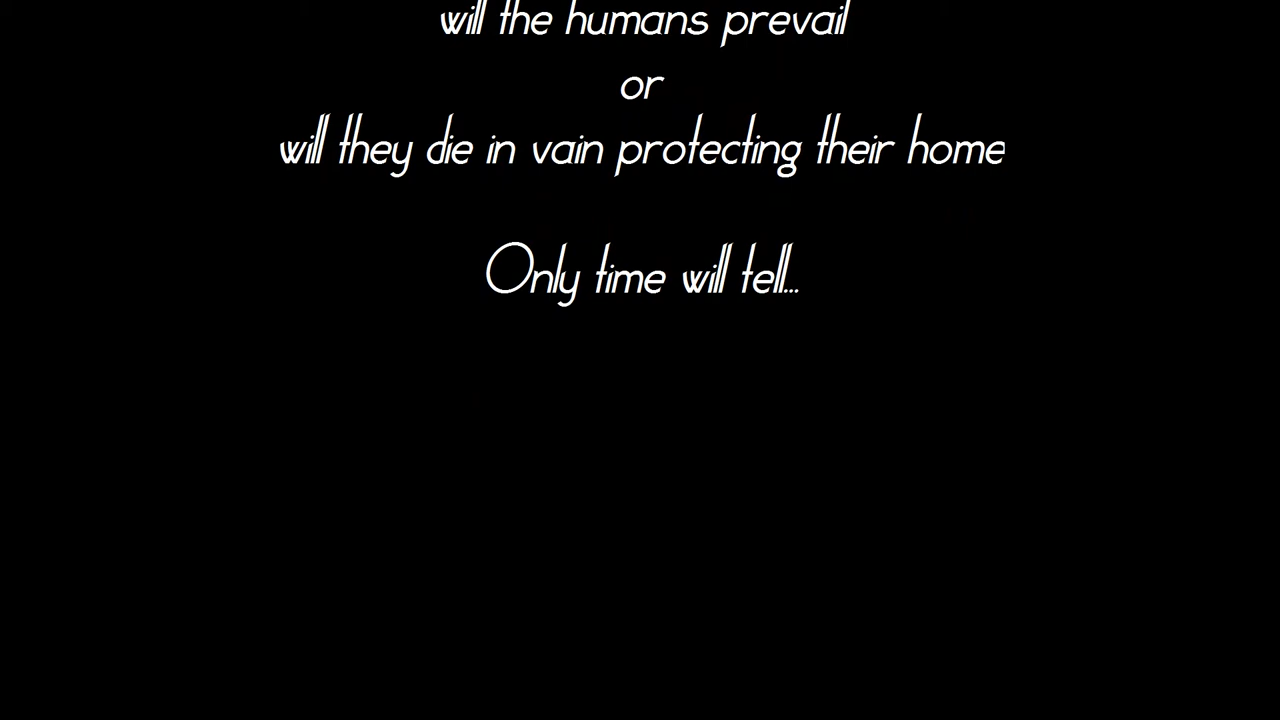 will the humans prevail
or
will they die in vain protecting their home
Only time will tell...